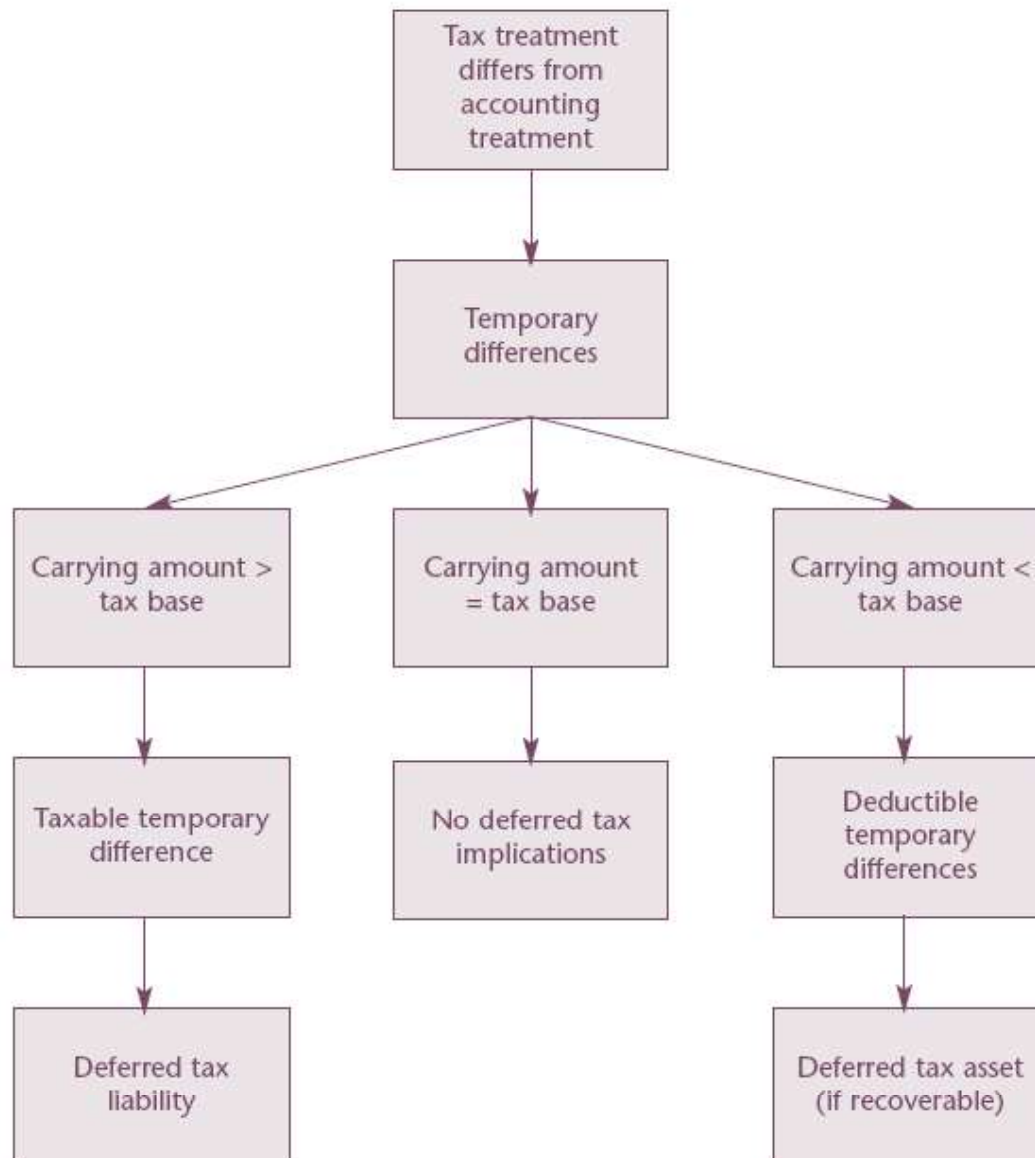 Tax treatment
differs from
accounting
treatment
Temporary
differences
Carrying amount >
tax base
Carrying amount
= tax base
Carrying amount <
tax base
Taxable temporary
difference
No deferred tax
implications
Deductible
temporary
differences
Deferred tax
liability
Deferred tax asset
(if recoverable)